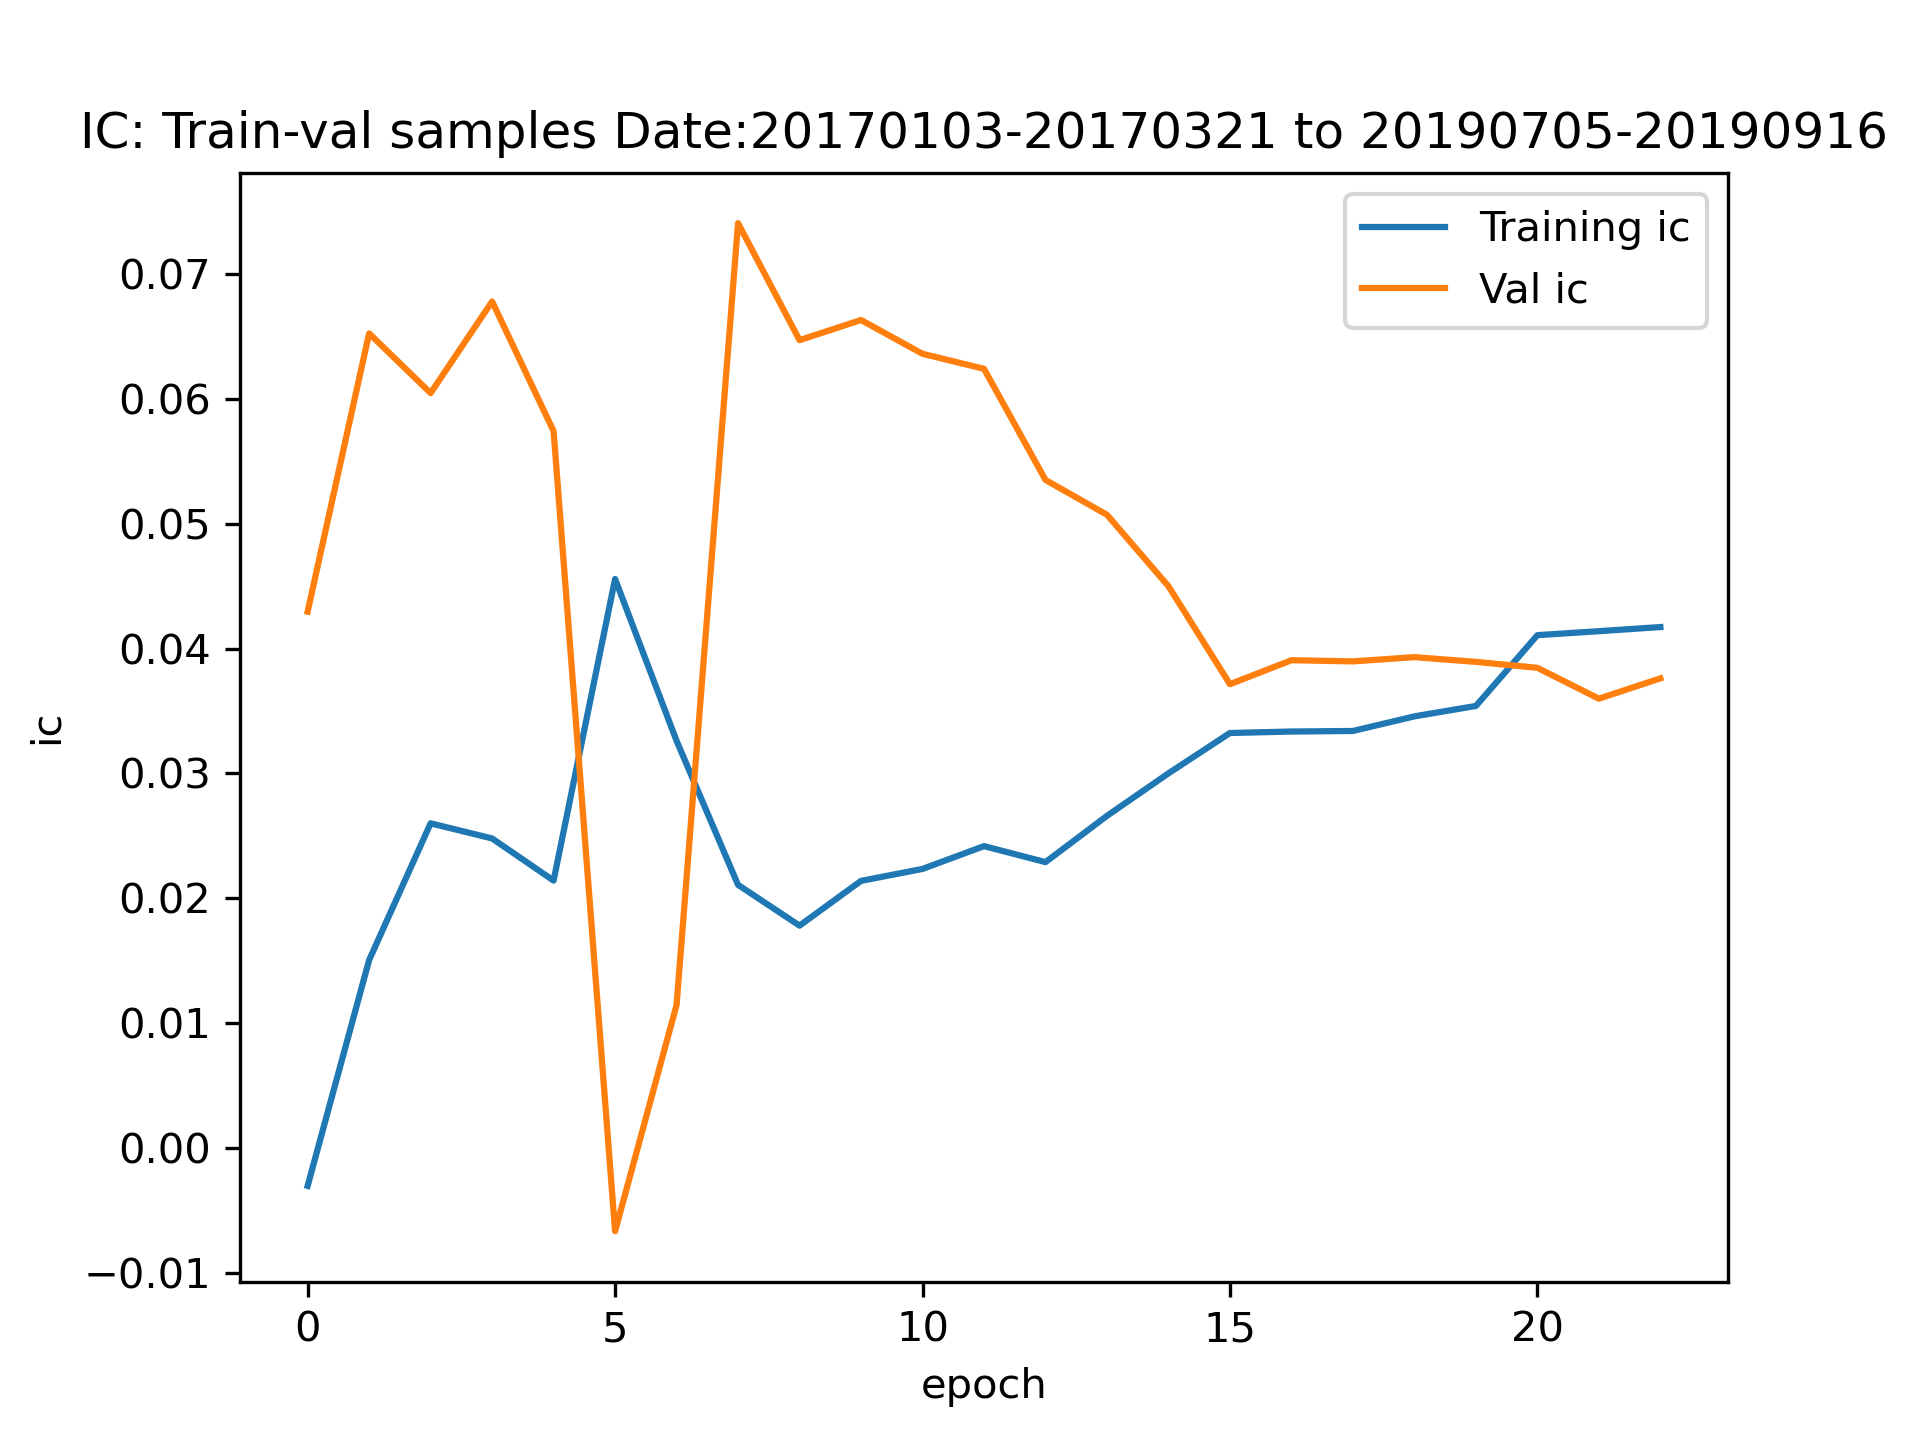 IC: Train-val samples Date:20170103-20170321 to 20190705-20190916
Training ic
Val ic
0.07
0.06
0.05
0.04
0.03
0.02
0.01
0.00
−0.01
ic
0 5 10 15 20
epoch